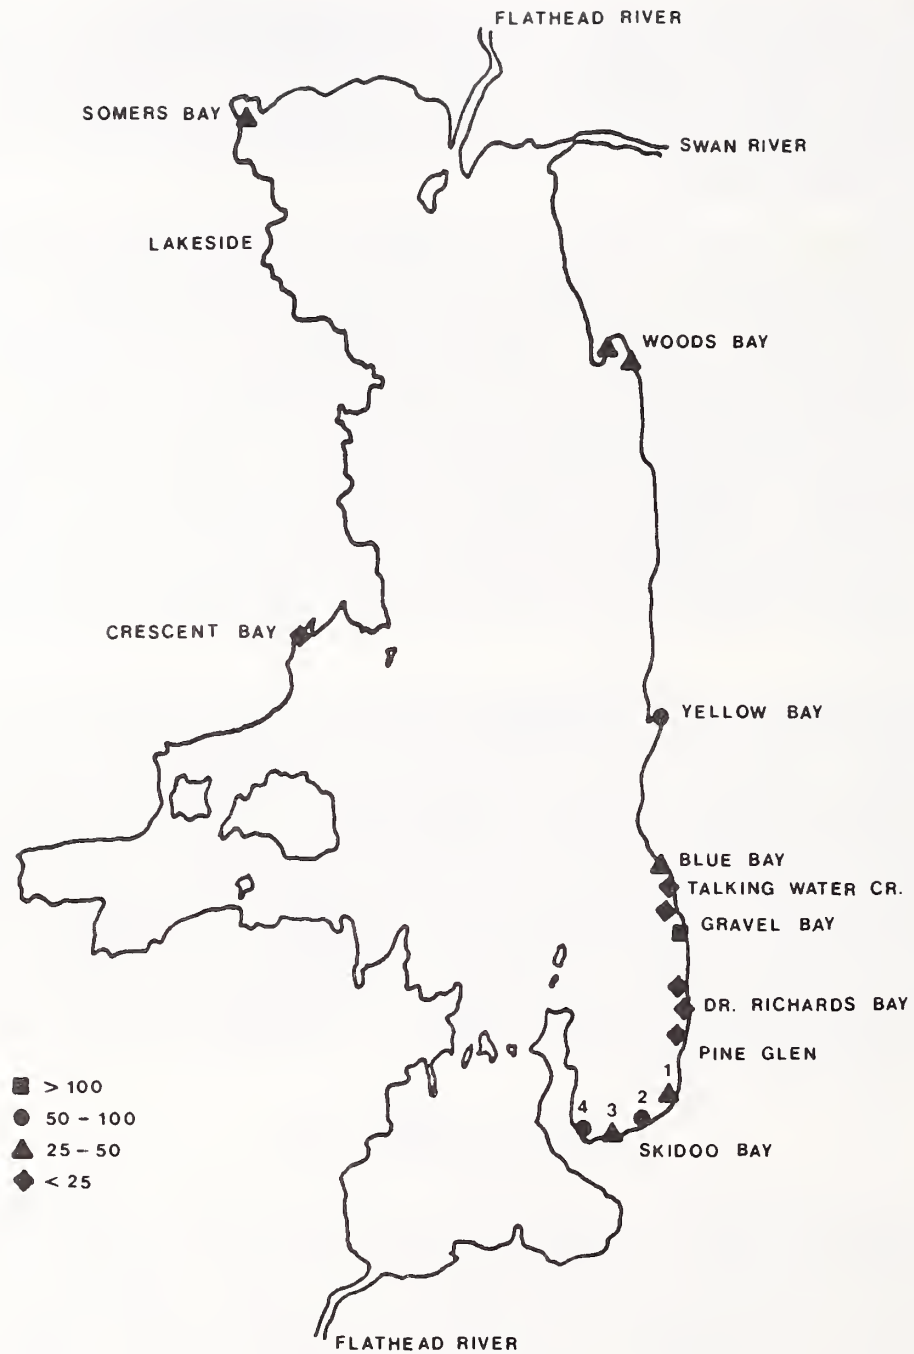 FLATHEAD RIVER
SOMERS BAY
SWAN RIVER
LAKESIDE
WOODS BAY
CRESCENT BAY
YELLOW BAY
BLUE BAY
TALKING WATER CR.
GRAVEL BAY
DR. RICHARDS BAY
PINE GLEN
1
2
3
4
SKIDOO BAY
> 100
50 - 100
25 - 50
< 25
FLATHEAD RIVER